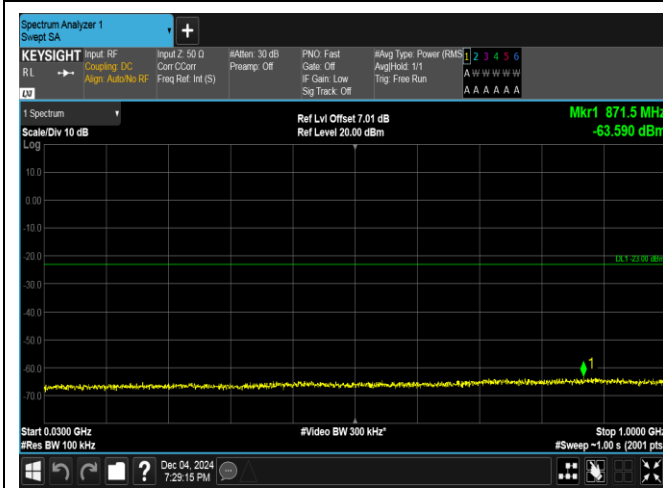 Spectrum Analyzer 1
Swept SA
+
KEYSIGHT Input: RF Input Z: 50 Ω #Atten: 30 dB PNO: Fast #Avg Type: Power (RMS 1 2 3 4 5 6
RL Coupling: DC Corr CCorr Preamp: Off Gate: Off Avg|Hold: 1/1 A W W W W W
Align: Auto/No RF Freq Ref: Int (S) IF Gain: Low Trig: Free Run
LXI Sig Track: Off A A A A A A
1 Spectrum Ref Lvl Offset 7.01 dB Mkr1 871.5 MHz
Scale/Div 10 dB Ref Level 20.00 dBm -63.590 dBm
Log
10.0
0.00
-10.0
-20.0
DL1 -23.00 dBm
-30.0
-40.0
-50.0
-60.0
1
-70.0
Start 0.0300 GHz #Video BW 300 kHz* Stop 1.0000 GHz
#Res BW 100 kHz #Sweep ~1.00 s (2001 pts
? Dec 04, 2024
7:29:15 PM